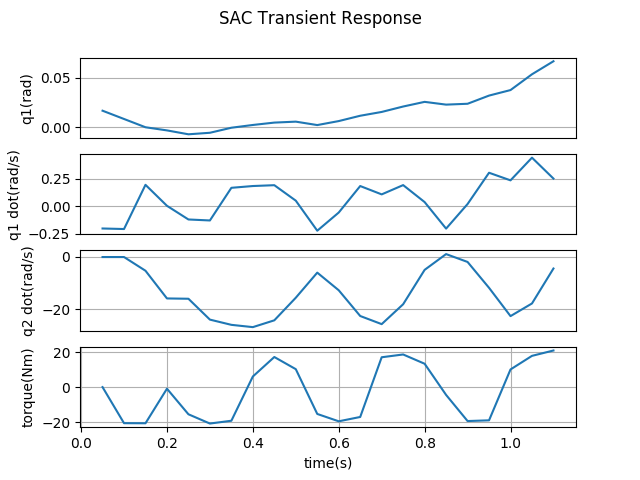 SAC Transient Response
q1(rad)
0.05
0.00
q1 dot(rad/s)
0.25
0.00
−0.25
q2 dot(rad/s)
0
−20
torque(Nm)
20
0
−20
0.0 0.2 0.4 0.6 0.8 1.0
time(s)